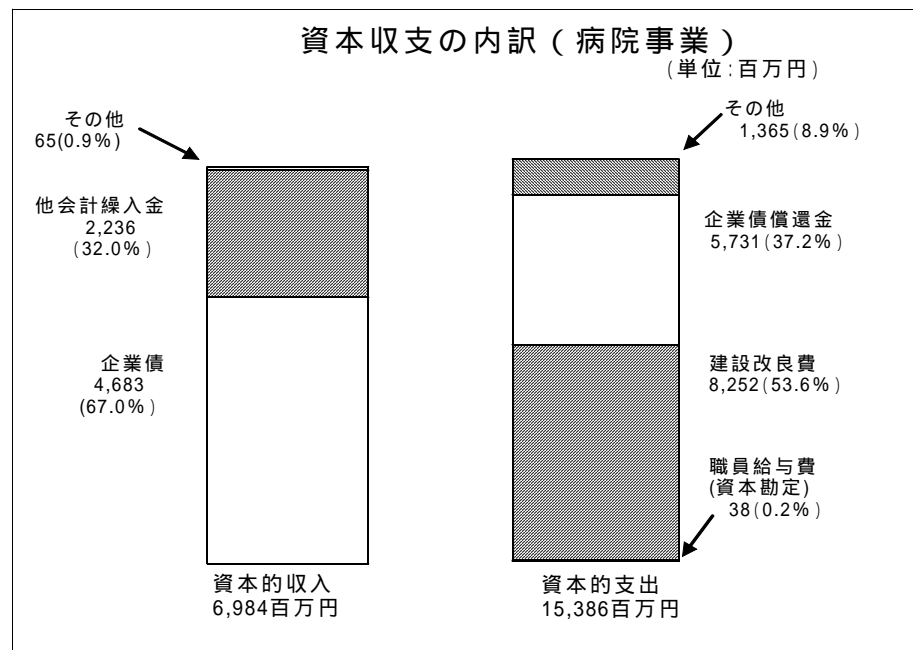 資本収支の内訳（病院事業）
(単位:百万円)
その他
65(0.9%)
他会計繰入金
2,236
(32.0%)
企業債
4,683
(67.0%)
資本的収入
6,984百万円
その他
1,365(8.9%)
企業債償還金
5,731(37.2%)
建設改良費
8,252(53.6%)
職員給与費
(資本勘定)
38(0.2%)
資本的支出
15,386百万円